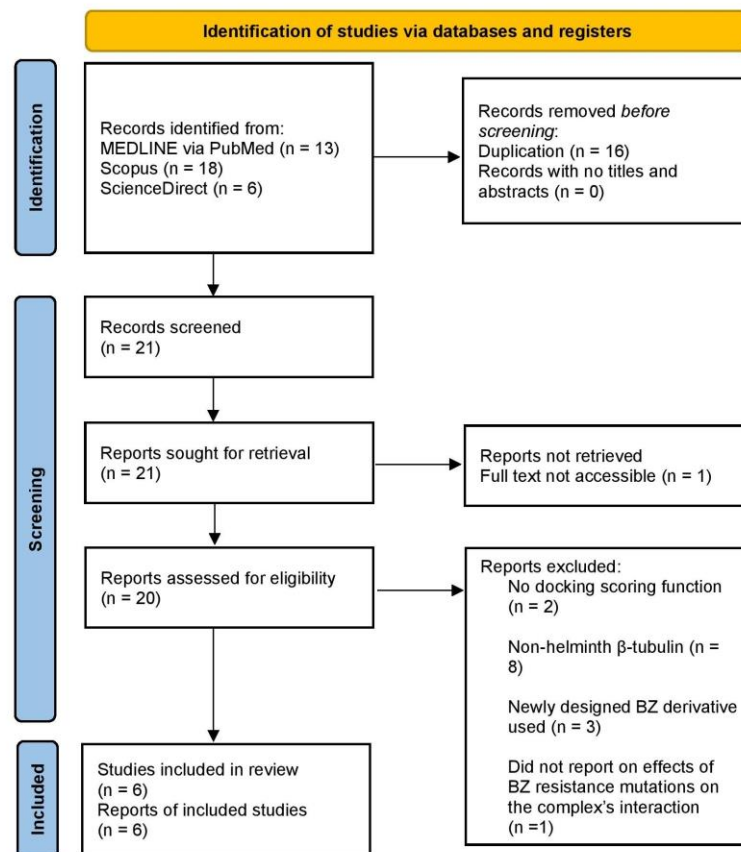 Identification of studies via databases and registers
Identification
Records identified from:
MEDLINE via PubMed (n = 13)
Scopus (n = 18)
ScienceDirect (n = 6)
Records removed before
screening:
Duplication (n = 16)
Records with no titles and
abstracts (n = 0)
Screening
Records screened
(n = 21)
Reports sought for retrieval
(n = 21)
Reports not retrieved
Full text not accessible (n = 1)
Reports assessed for eligibility
(n = 20)
Reports excluded:
No docking scoring function
(n = 2)
Non-helminth β-tubulin (n =
8)
Newly designed BZ derivative
used (n = 3)
Did not report on effects of
BZ resistance mutations on
the complex's interaction
(n =1)
Included
Studies included in review
(n = 6)
Reports of included studies
(n = 6)